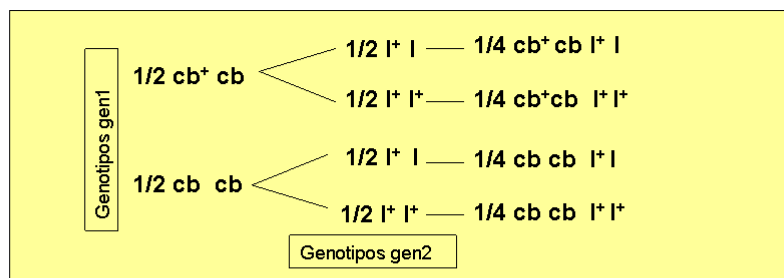 Genotipos gen1
1/2 l⁺ l — 1/4 cb⁺ cb l⁺ l
1/2 cb⁺ cb
1/2 l⁺ l⁺ — 1/4 cb⁺cb l⁺ l⁺
1/2 l⁺ l — 1/4 cb cb l⁺ l
1/2 cb cb
1/2 l⁺ l⁺ — 1/4 cb cb l⁺ l⁺
Genotipos gen2